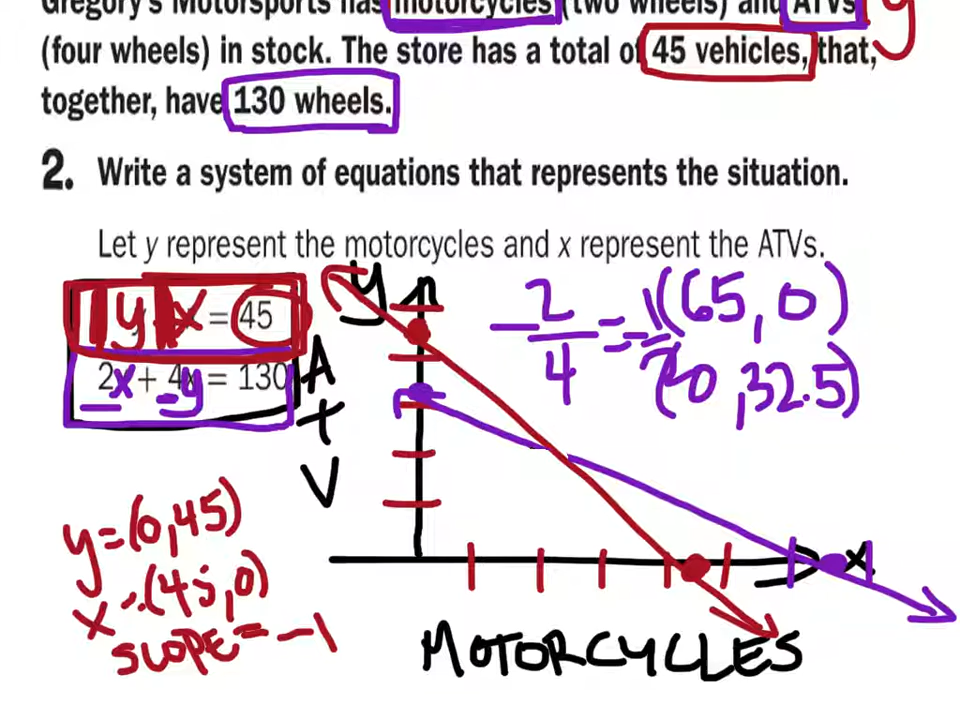 Gregory's Motorsports has motorcycles (two wheels) and ATVs
y
(four wheels) in stock. The store has a total of 45 vehicles, that,
together, have 130 wheels.
2. Write a system of equations that represents the situation.
Let y represent the motorcycles and x represent the ATVs.
y x = 45
2x + 4y = 130
y
A
T
V
-2/4 = -1/2
(65, 0)
(0, 32.5)
y = (0, 45)
x = (45, 0)
SLOPE = -1
x
MOTORCYCLES